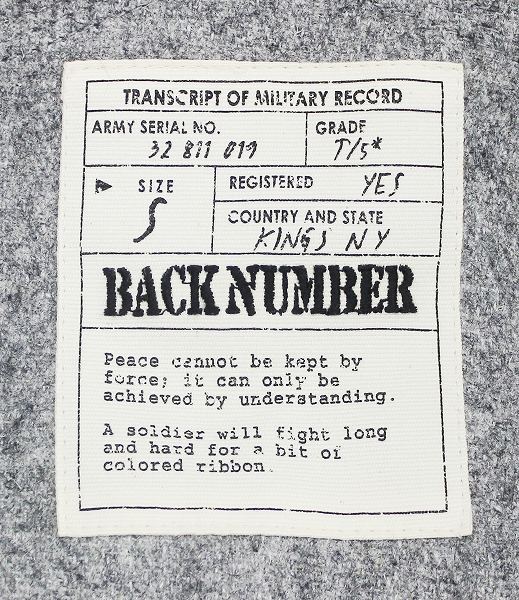 TRANSCRIPT OF MILITARY RECORD
ARMY SERIAL NO.
32 811 019
GRADE
T/5*
SIZE
S
REGISTERED YES
COUNTRY AND STATE
KINGS NY
BACK NUMBER
Peace cannot be kept by
force; it can only be
achieved by understanding.
A soldier will fight long
and hard for a bit of
colored ribbon.